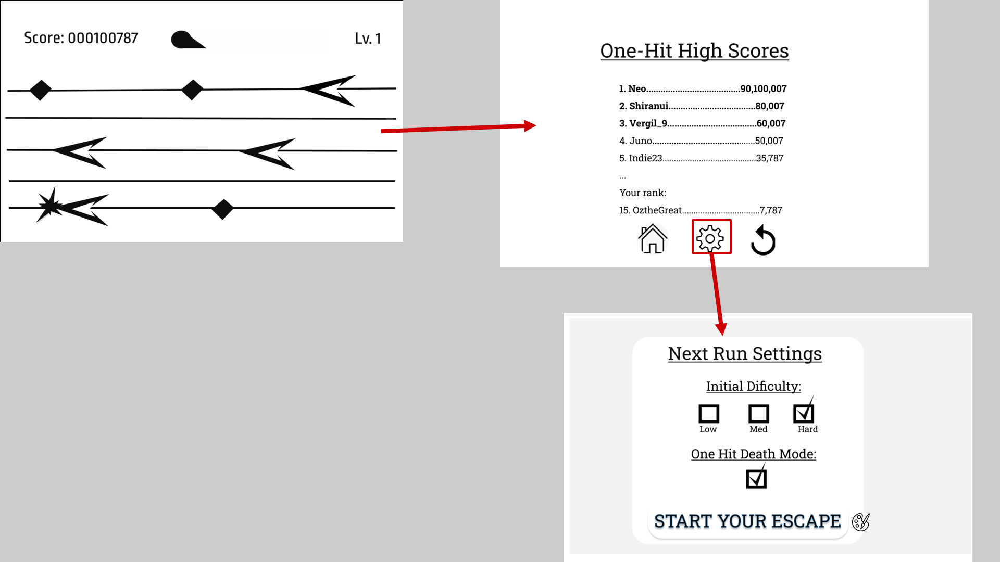 Score: 000100787
Lv. 1
One-Hit High Scores
1. Neo.......................................90,100,007
2. Shiranui....................................80,007
3. Vergil_9.....................................60,007
4. Juno..........................................50,007
5. Indie23.......................................35,787
...
Your rank:
15. OztheGreat................................7,787
Next Run Settings
Initial Dificulty:
Low Med Hard
One Hit Death Mode:
START YOUR ESCAPE